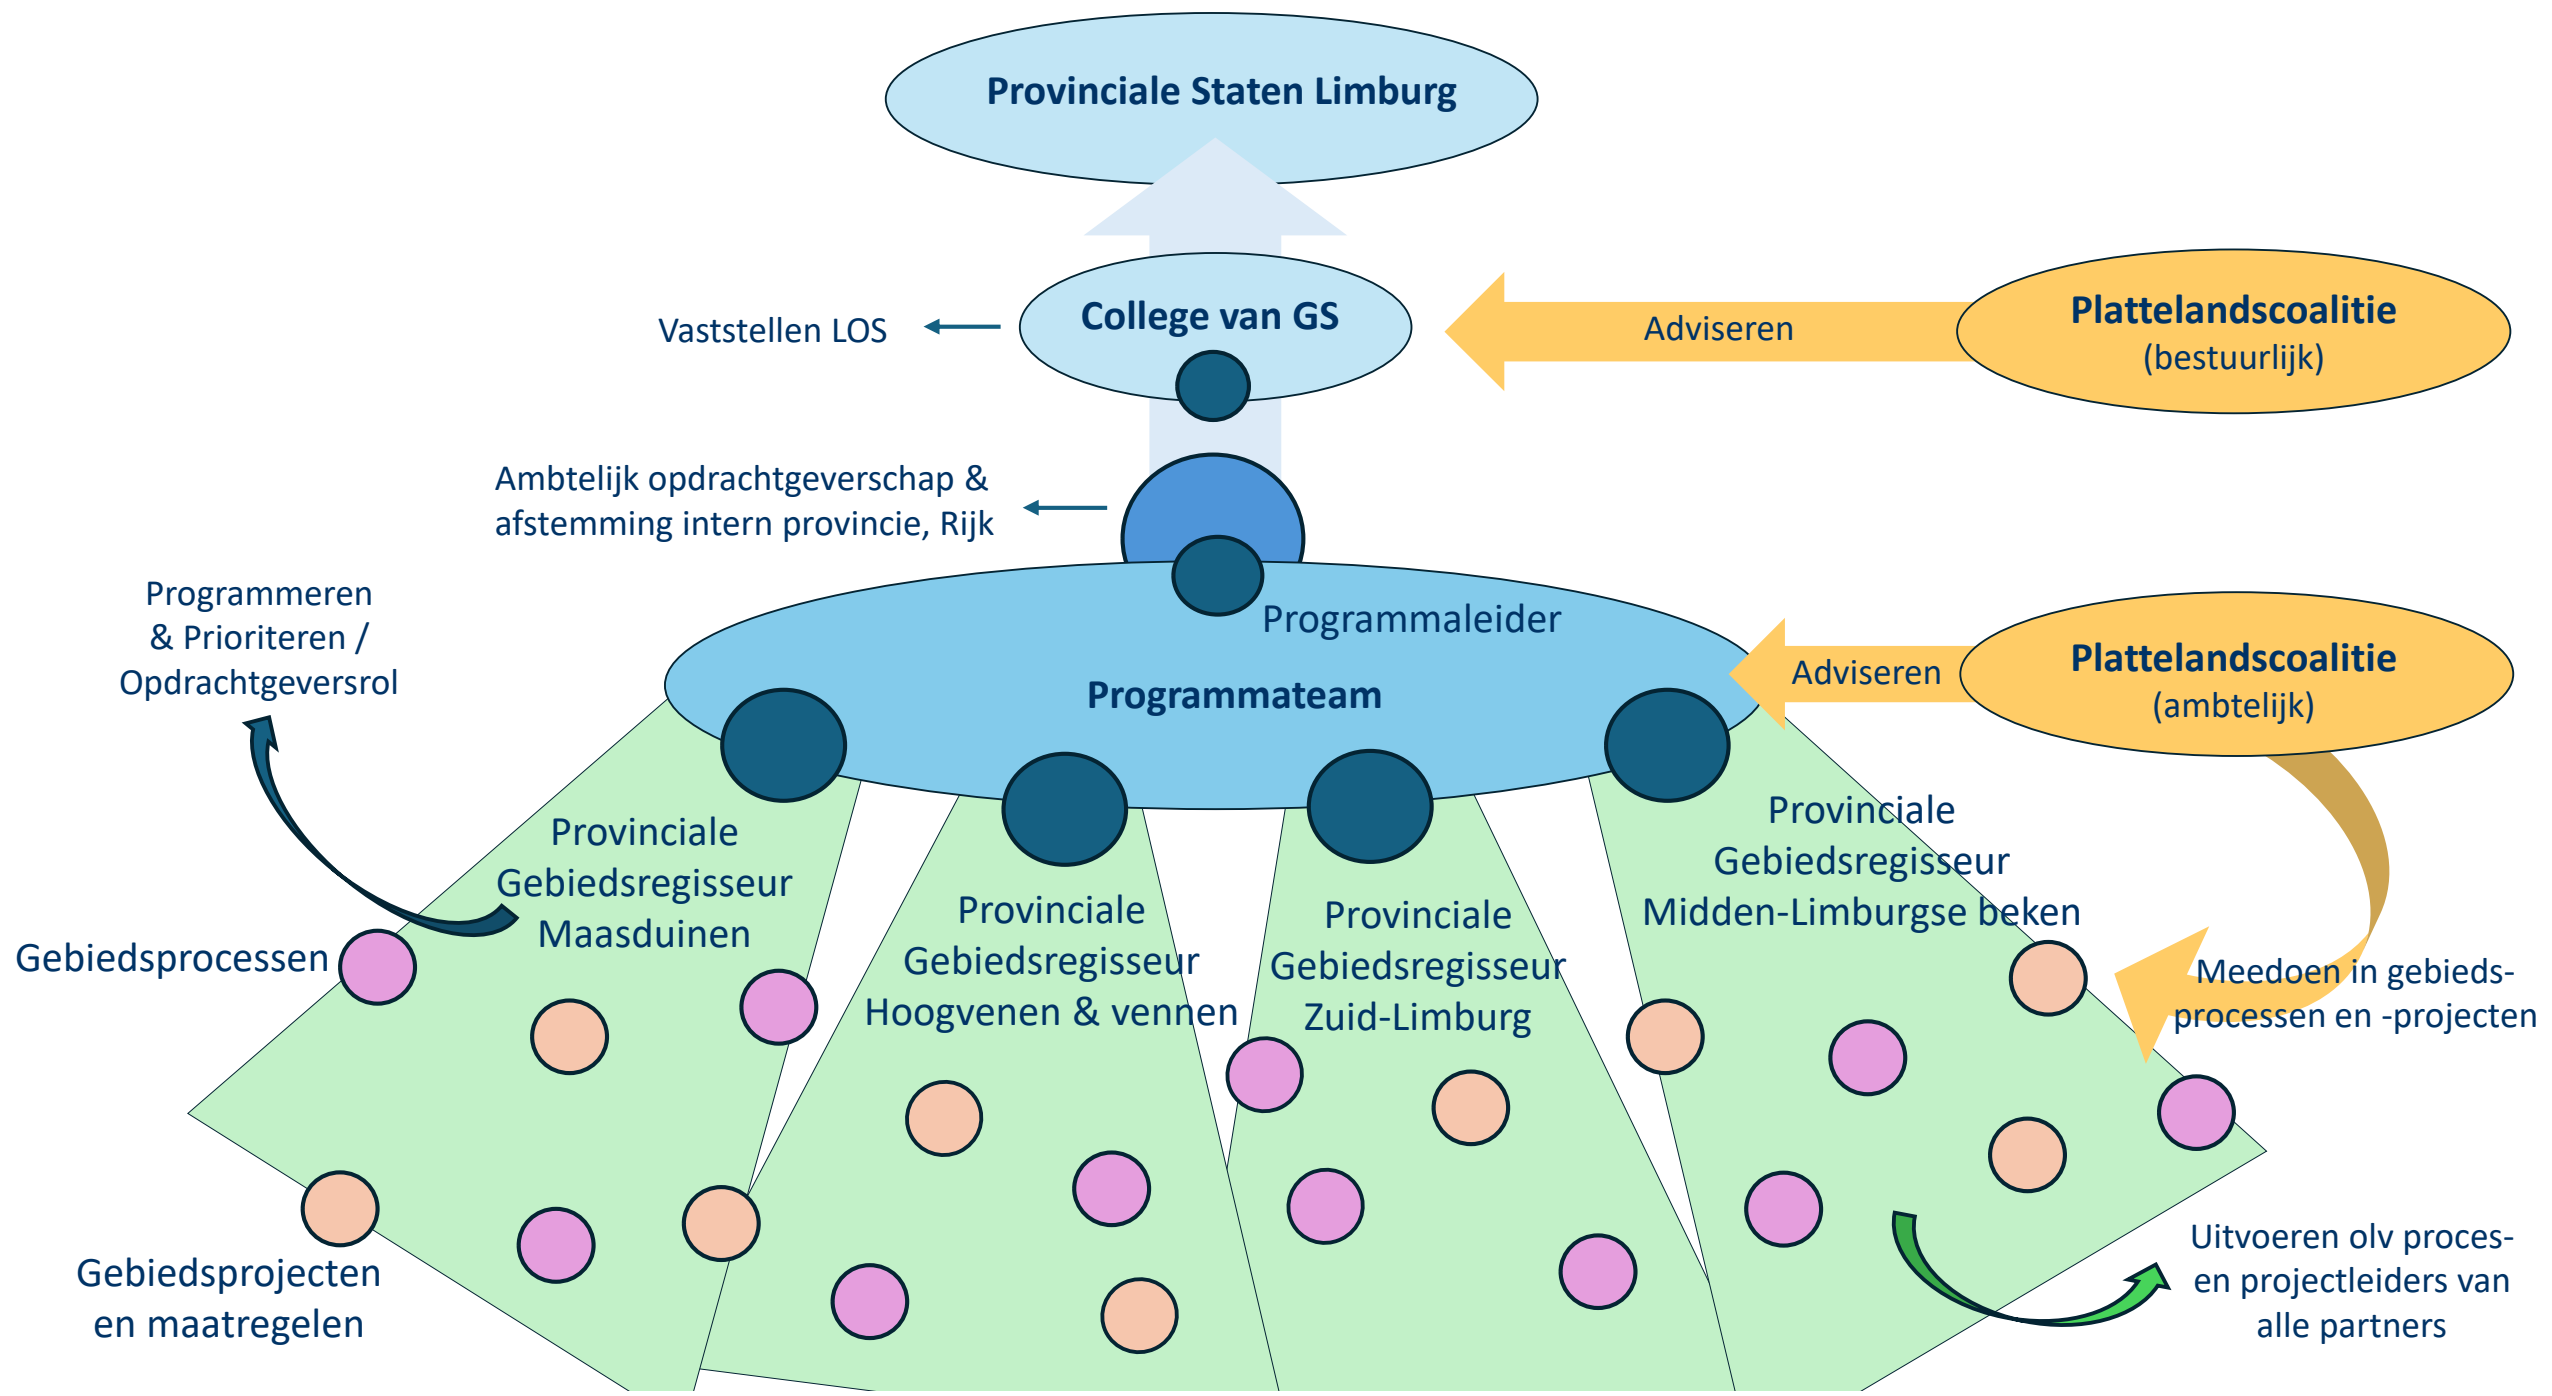 Provinciale Staten Limburg
College van GS
Vaststellen LOS
Adviseren
Plattelandscoalitie
(bestuurlijk)
Ambtelijk opdrachtgeverschap &
afstemming intern provincie, Rijk
Programmeren
& Prioriteren /
Opdrachtgeversrol
Programmaleider
Programmateam
Adviseren
Plattelandscoalitie
(ambtelijk)
Provinciale
Gebiedsregisseur
Maasduinen
Provinciale
Gebiedsregisseur
Hoogvenen & vennen
Provinciale
Gebiedsregisseur
Zuid-Limburg
Provinciale
Gebiedsregisseur
Midden-Limburgse beken
Gebiedsprocessen
Meedoen in gebieds-
processen en -projecten
Gebiedsprojecten
en maatregelen
Uitvoeren olv proces-
en projectleiders van
alle partners